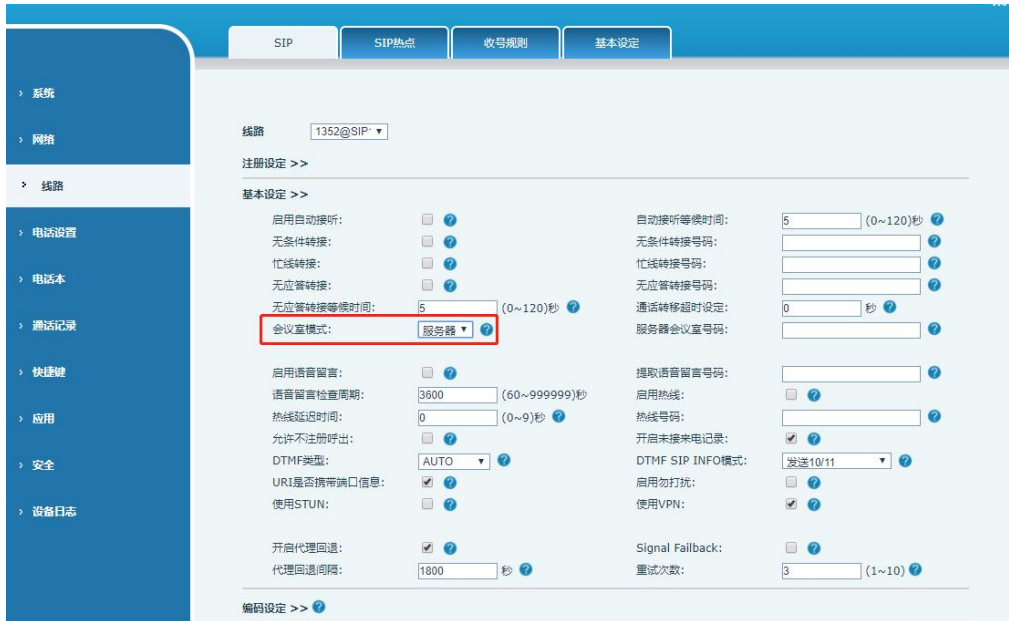 SIP SIP热点 收号规则 基本设定
系统
网络
线路
电话设置
电话本
通话记录
快捷键
应用
安全
设备日志
线路 1352@SIP
注册设定 >>
基本设定 >>
启用自动接听: 自动接听等候时间: 5 (0~120)秒
无条件转接: 无条件转接号码:
忙线转接: 忙线转接号码:
无应答转接: 无应答转接号码:
无应答转接等候时间: 5 (0~120)秒 通话转移超时设定: 0 秒
会议室模式: 服务器 服务器会议室号码:
启用语音留言: 提取语音留言号码:
语音留言检查周期: 3600 (60~999999)秒 启用热线:
热线延迟时间: 0 (0~9)秒 热线号码:
允许不注册呼出: 开启未接来电记录:
DTMF类型: AUTO DTMF SIP INFO模式: 发送10/11
URI是否携带端口信息: 启用勿打扰:
使用STUN: 使用VPN:
开启代理回退: Signal Failback:
代理回退间隔: 1800 秒 重试次数: 3 (1~10)
编码设定 >>